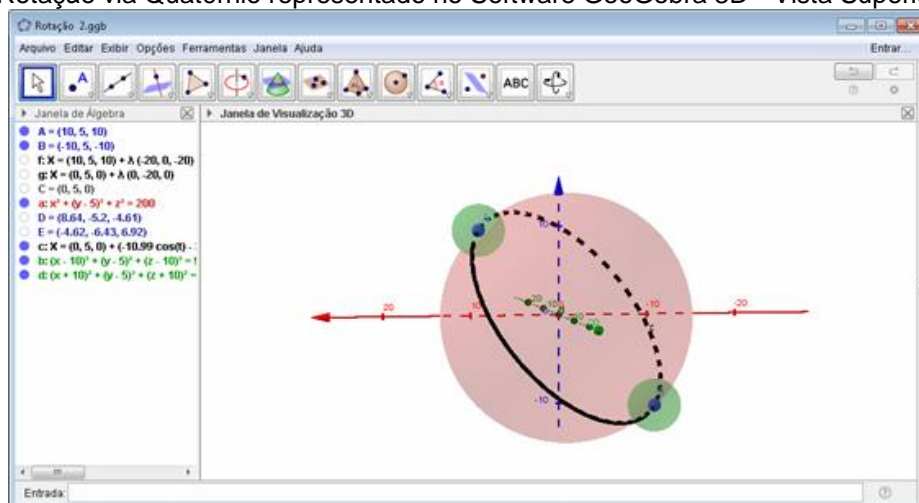 Rotação via Quatérnio representado no Software GeoGebra 3D - Vista Superi
Rotação 2.ggb
Arquivo Editar Exibir Opções Ferramentas Janela Ajuda
Entrar...
A
ABC
Janela de Álgebra
Janela de Visualização 3D
A = (10, 5, 10)
B = (-10, 5, -10)
f: X = (10, 5, 10) + λ (-20, 0, -20)
g: X = (0, 5, 0) + λ (0, -20, 0)
C = (0, 5, 0)
a: x² + (y - 5)² + z² = 200
D = (8.64, -5.2, -4.61)
E = (-4.62, -6.43, 6.92)
c: X = (0, 5, 0) + (-10.99 cos(t) -
b: (x - 10)² + (y - 5)² + (z - 10)² =
d: (x + 10)² + (y - 5)² + (z + 10)² =
10
20
10
-10
-20
-10
Entrada: